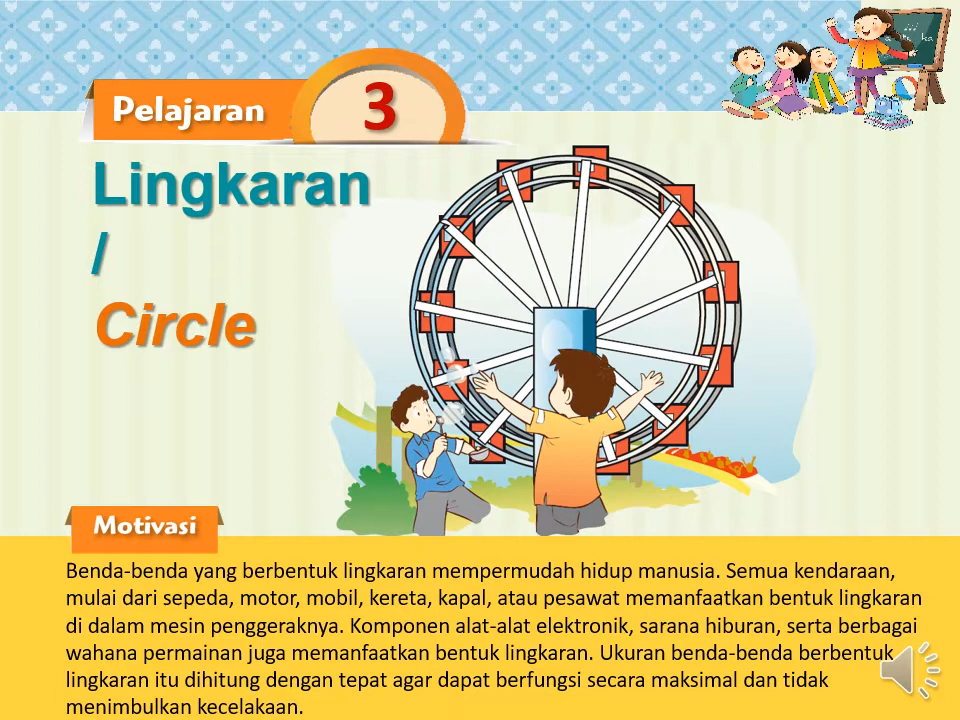 Pelajaran 3
Lingkaran
/
Circle
Motivasi
Benda-benda yang berbentuk lingkaran mempermudah hidup manusia. Semua kendaraan,
mulai dari sepeda, motor, mobil, kereta, kapal, atau pesawat memanfaatkan bentuk lingkaran
di dalam mesin penggeraknya. Komponen alat-alat elektronik, sarana hiburan, serta berbagai
wahana permainan juga memanfaatkan bentuk lingkaran. Ukuran benda-benda berbentuk
lingkaran itu dihitung dengan tepat agar dapat berfungsi secara maksimal dan tidak
menimbulkan kecelakaan.